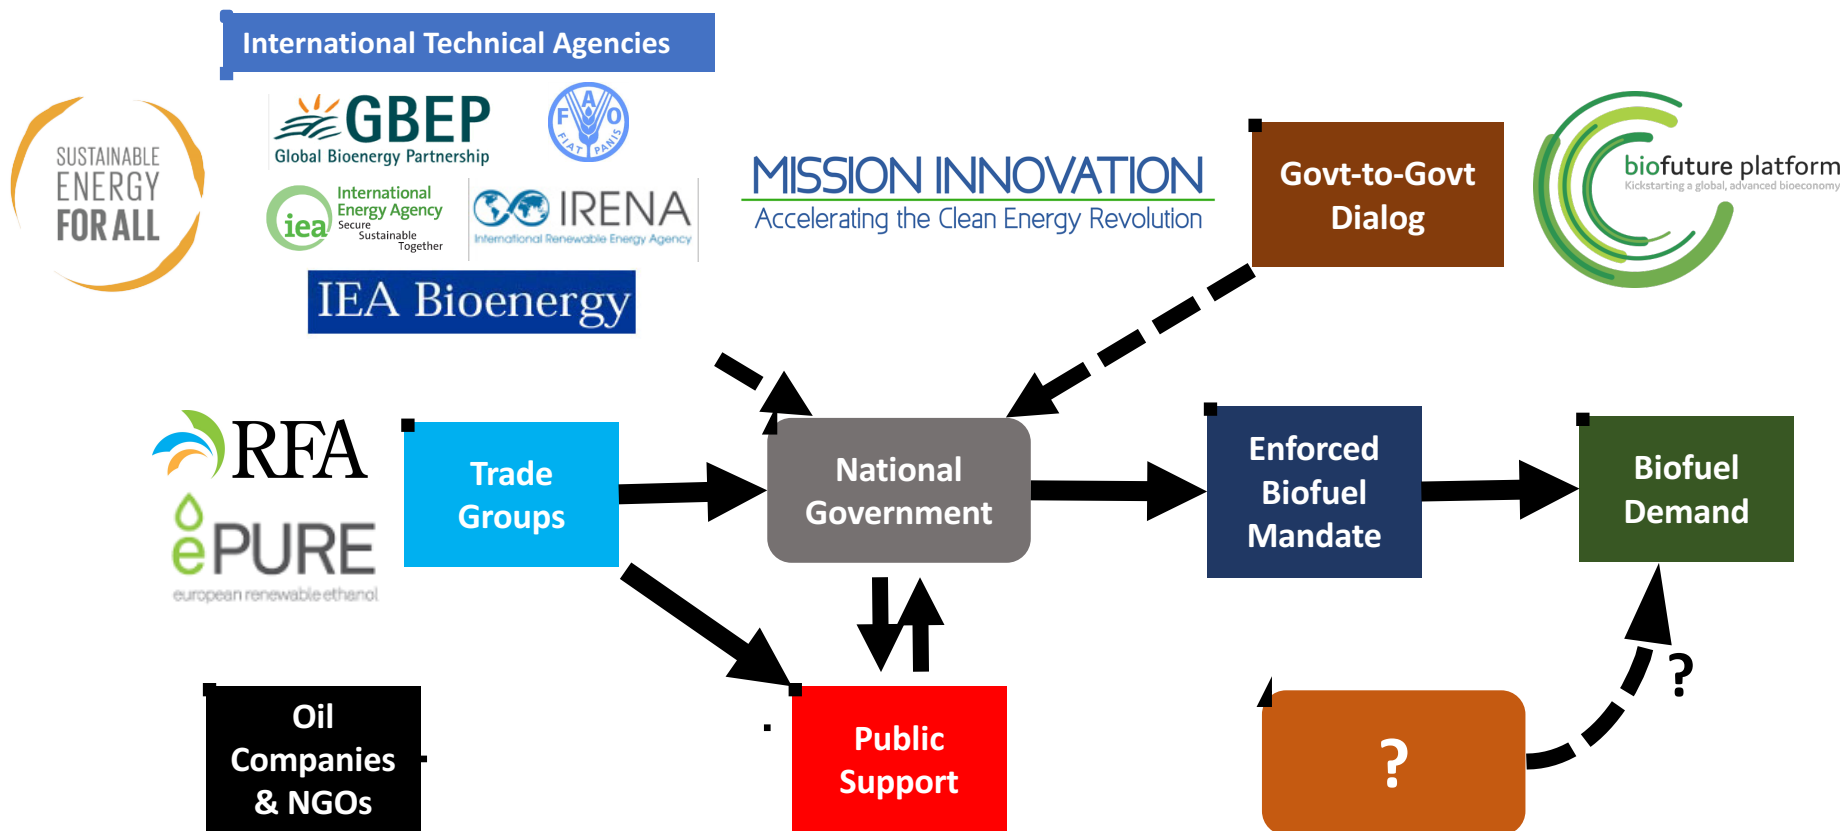 International Technical Agencies
SUSTAINABLE
ENERGY
FOR ALL
GBEP
Global Bioenergy Partnership
FAO
FIAT PANIS
iea
International
Energy Agency
Secure
Sustainable
Together
IRENA
International Renewable Energy Agency
IEA Bioenergy
MISSION INNOVATION
Accelerating the Clean Energy Revolution
Govt-to-Govt
Dialog
biofuture platform
Kickstarting a global, advanced bioeconomy
RFA
ePURE
european renewable ethanol
Trade
Groups
National
Government
Enforced
Biofuel
Mandate
Biofuel
Demand
Oil
Companies
& NGOs
Public
Support
?
?